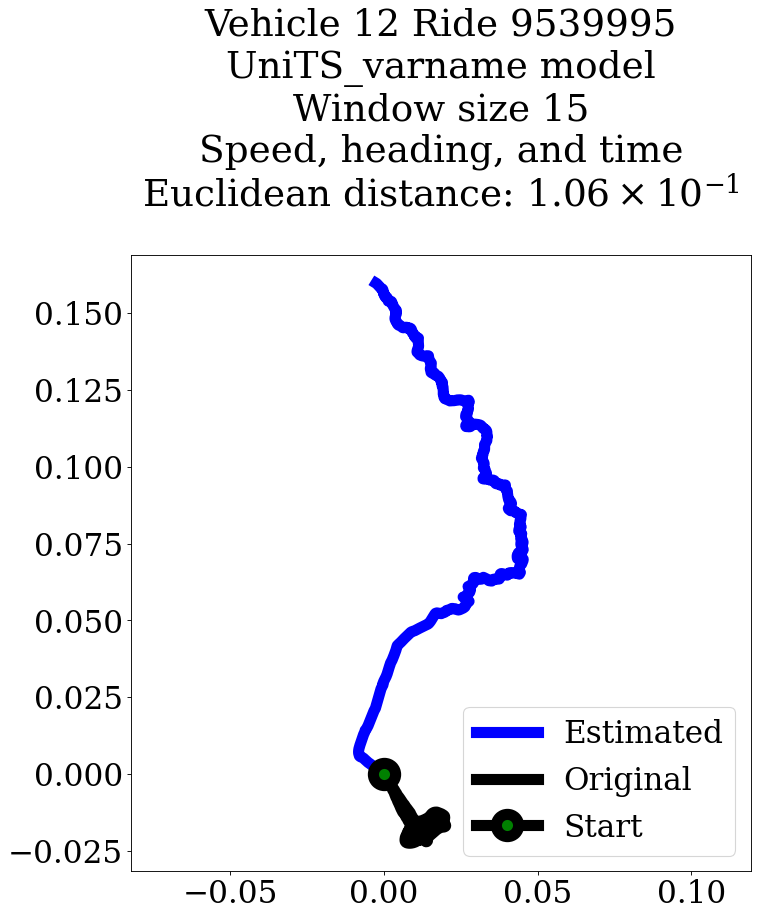 Vehicle 12 Ride 9539995
UniTS_varname model
Window size 15
Speed, heading, and time
Euclidean distance: 1.06 × 10⁻¹
0.150
0.125
0.100
0.075
0.050
0.025
0.000
−0.025
−0.05
0.00
0.05
0.10
Estimated
Original
Start